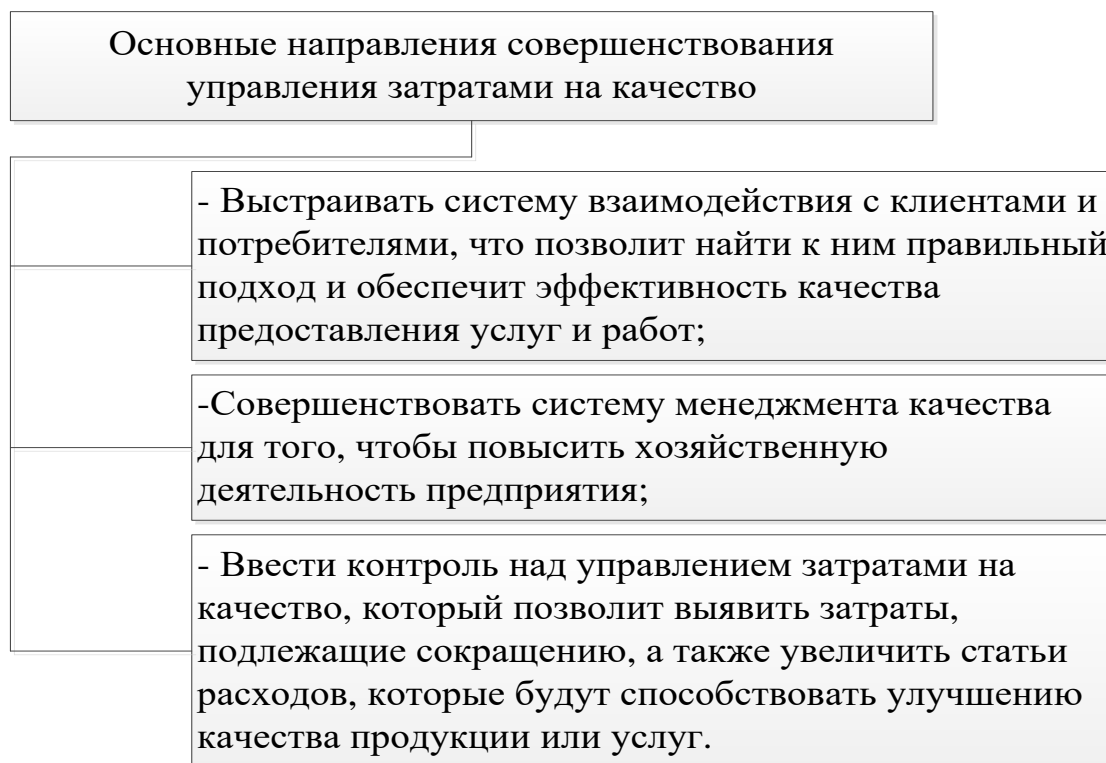 Основные направления совершенствования
управления затратами на качество
- Выстраивать систему взаимодействия с клиентами и
потребителями, что позволит найти к ним правильный
подход и обеспечит эффективность качества
предоставления услуг и работ;
-Совершенствовать систему менеджмента качества
для того, чтобы повысить хозяйственную
деятельность предприятия;
- Ввести контроль над управлением затратами на
качество, который позволит выявить затраты,
подлежащие сокращению, а также увеличить статьи
расходов, которые будут способствовать улучшению
качества продукции или услуг.